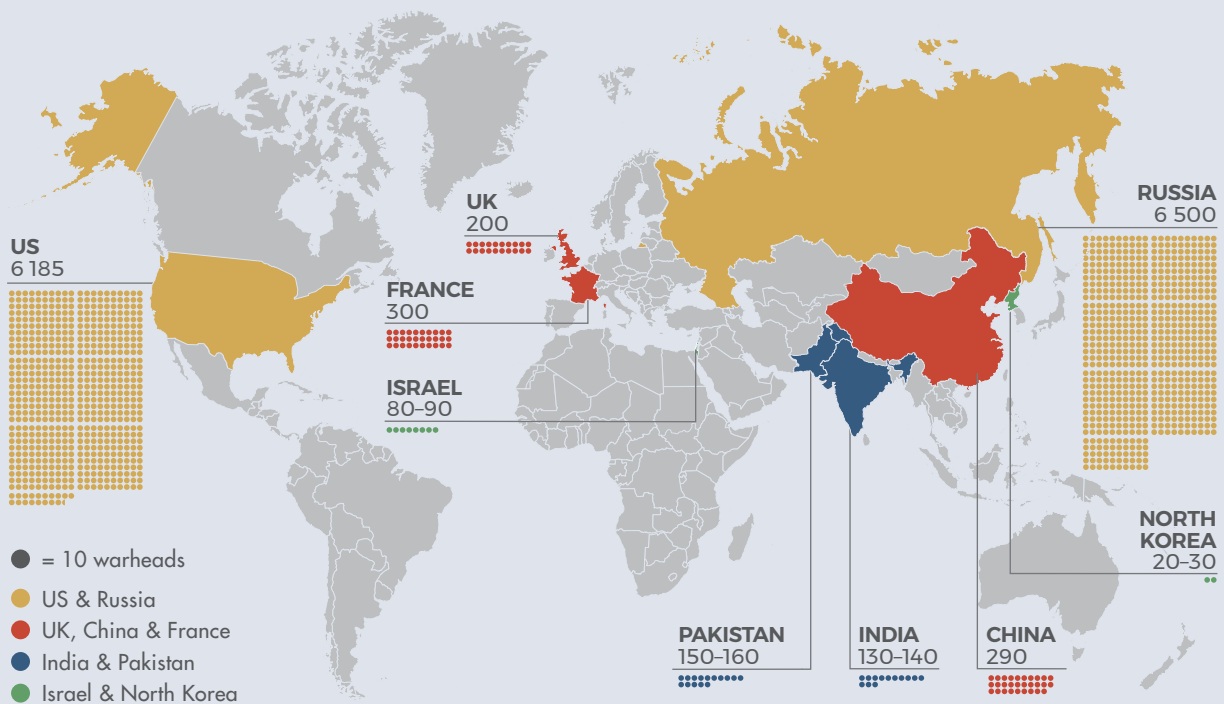 US
6 185
UK
200
FRANCE
300
ISRAEL
80–90
RUSSIA
6 500
NORTH
KOREA
20–30
PAKISTAN
150–160
INDIA
130–140
CHINA
290
= 10 warheads
US & Russia
UK, China & France
India & Pakistan
Israel & North Korea